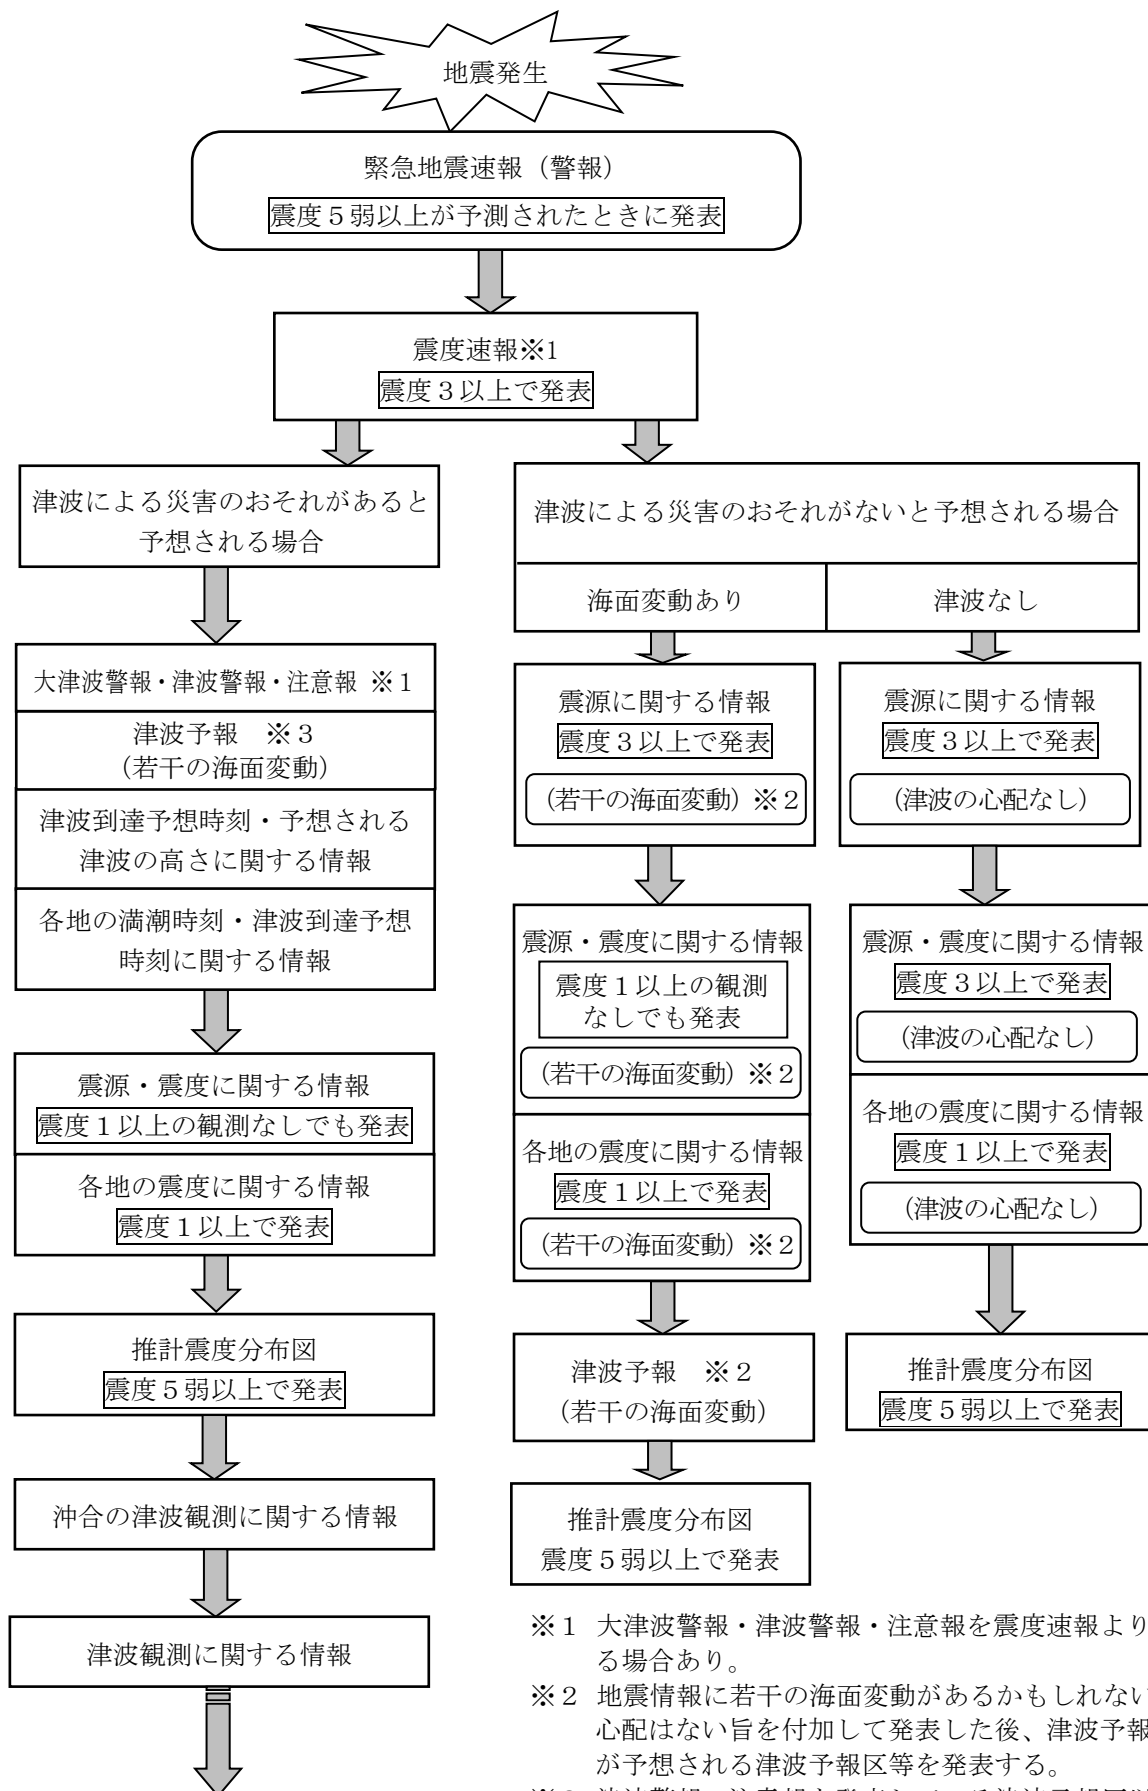 地震発生
緊急地震速報（警報）
震度５弱以上が予測されたときに発表
震度速報※1
震度３以上で発表
津波による災害のおそれがあると
予想される場合
大津波警報・津波警報・注意報 ※１
津波予報　※３
（若干の海面変動）
津波到達予想時刻・予想される
津波の高さに関する情報
各地の満潮時刻・津波到達予想
時刻に関する情報
震源・震度に関する情報
震度１以上の観測なしでも発表
各地の震度に関する情報
震度１以上で発表
推計震度分布図
震度５弱以上で発表
沖合の津波観測に関する情報
津波観測に関する情報
津波による災害のおそれがないと予想される場合
海面変動あり
震源に関する情報
震度３以上で発表
（若干の海面変動）※２
震源・震度に関する情報
震度１以上の観測
なしでも発表
（若干の海面変動）※２
各地の震度に関する情報
震度１以上で発表
（若干の海面変動）※２
津波予報　※２
（若干の海面変動）
推計震度分布図
震度５弱以上で発表
津波なし
震源に関する情報
震度３以上で発表
（津波の心配なし）
震源・震度に関する情報
震度３以上で発表
（津波の心配なし）
各地の震度に関する情報
震度１以上で発表
（津波の心配なし）
推計震度分布図
震度５弱以上で発表
※１ 大津波警報・津波警報・注意報を震度速報より
る場合あり。
※２ 地震情報に若干の海面変動があるかもしれない
心配はない旨を付加して発表した後、津波予報
が予想される津波予報区等を発表する。